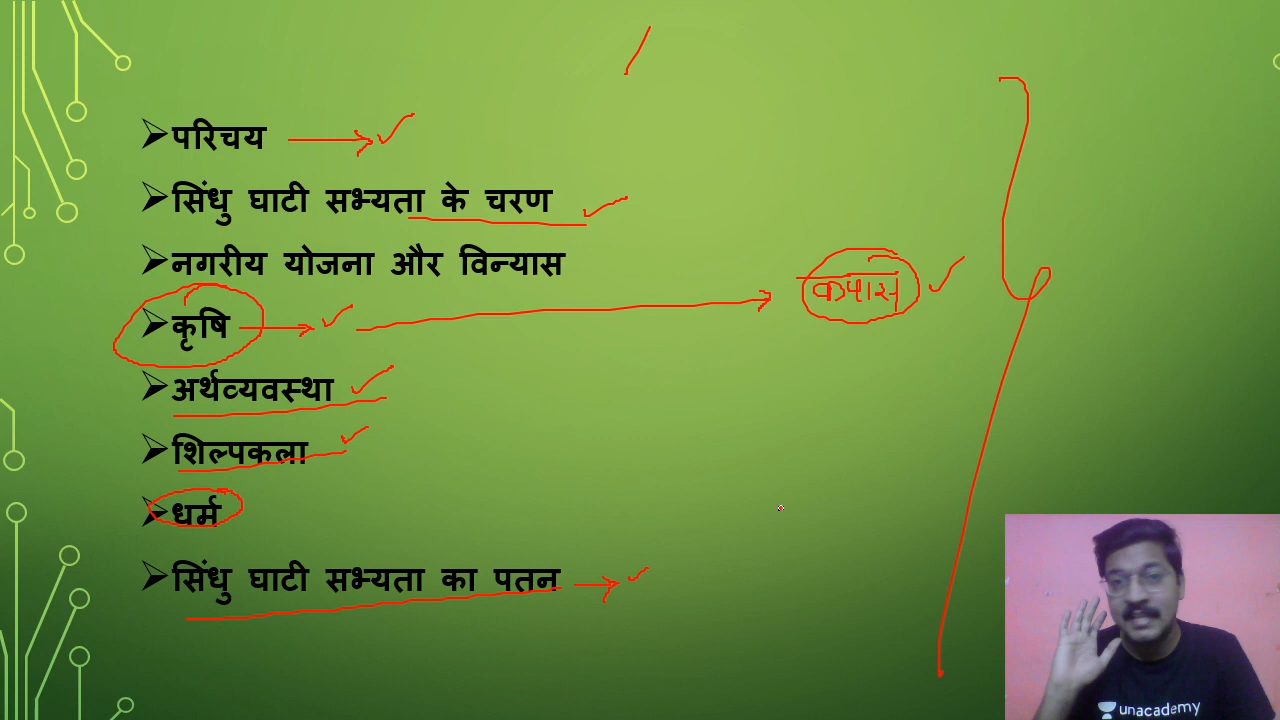 परिचय
सिंधु घाटी सभ्यता के चरण
नगरीय योजना और विन्यास
कृषि
कपास
अर्थव्यवस्था
शिल्पकला
धर्म
सिंधु घाटी सभ्यता का पतन
unacademy